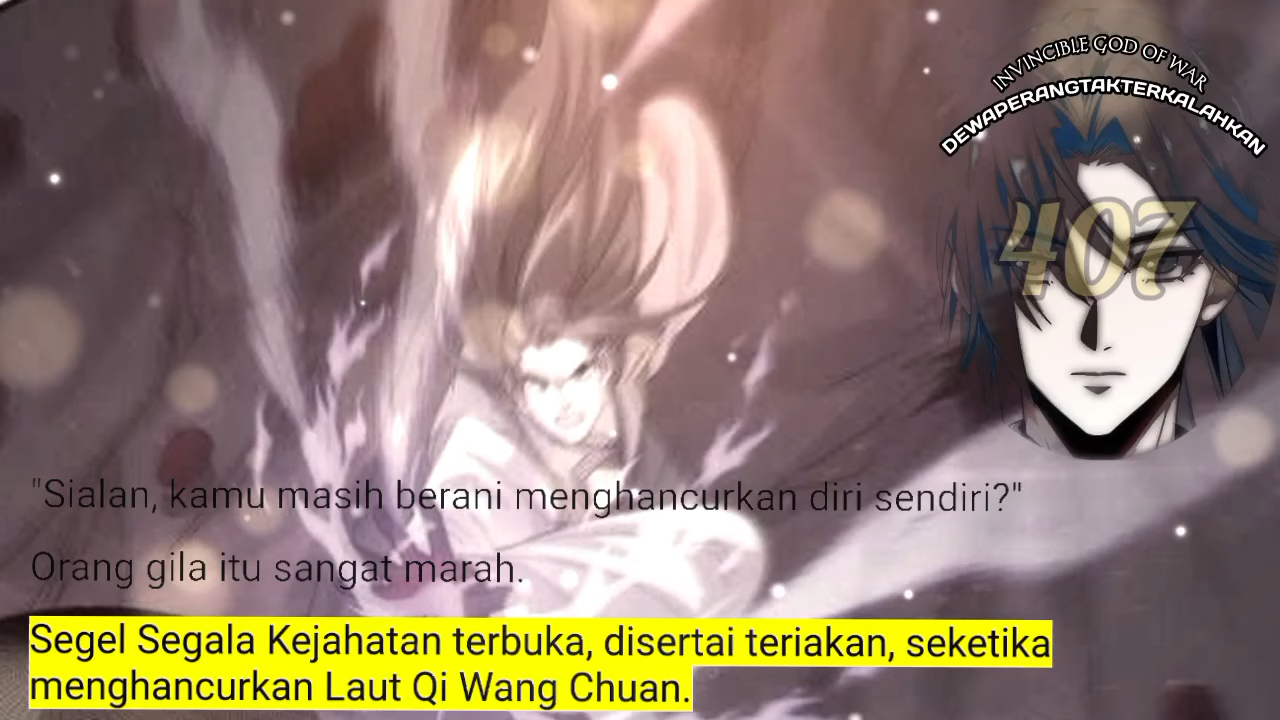 INVINCIBLE GOD OF WAR
DEWAPERANGTAKTERKALAHKAN
407
"Sialan, kamu masih berani menghancurkan diri sendiri?"
Orang gila itu sangat marah.
Segel Segala Kejahatan terbuka, disertai teriakan, seketika
menghancurkan Laut Qi Wang Chuan.